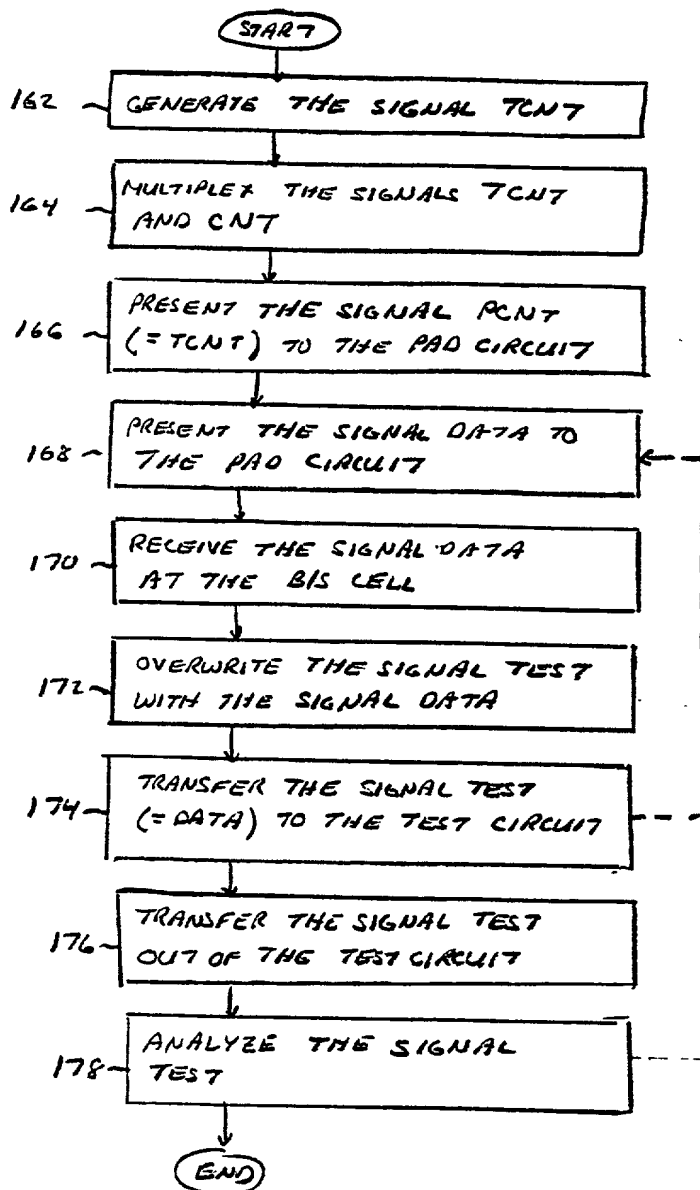 START
162 GENERATE THE SIGNAL TCNT
164 MULTIPLEX THE SIGNALS TCNT
AND CNT
166 PRESENT THE SIGNAL PCNT
(=TCNT) TO THE PAD CIRCUIT
168 PRESENT THE SIGNAL DATA TO
THE PAD CIRCUIT
170 RECEIVE THE SIGNAL DATA
AT THE B/S CELL
172 OVERWRITE THE SIGNAL TEST
WITH THE SIGNAL DATA
174 TRANSFER THE SIGNAL TEST
(=DATA) TO THE TEST CIRCUIT
176 TRANSFER THE SIGNAL TEST
OUT OF THE TEST CIRCUIT
178 ANALYZE THE SIGNAL
TEST
END